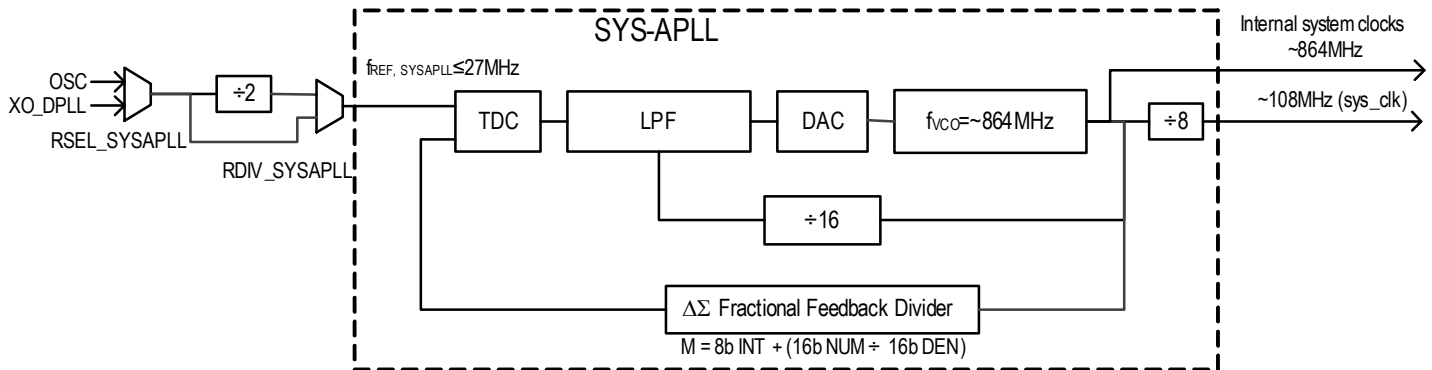 SYS-APLL
Internal system clocks
~864MHz
OSC
XO_DPLL
RSEL_SYSAPLL
÷2
RDIV_SYSAPLL
fREF, SYSAPLL≤27MHz
TDC
LPF
DAC
fVCO=~864MHz
÷8
~108MHz (sys_clk)
÷16
ΔΣ Fractional Feedback Divider
M = 8b INT + (16b NUM ÷ 16b DEN)